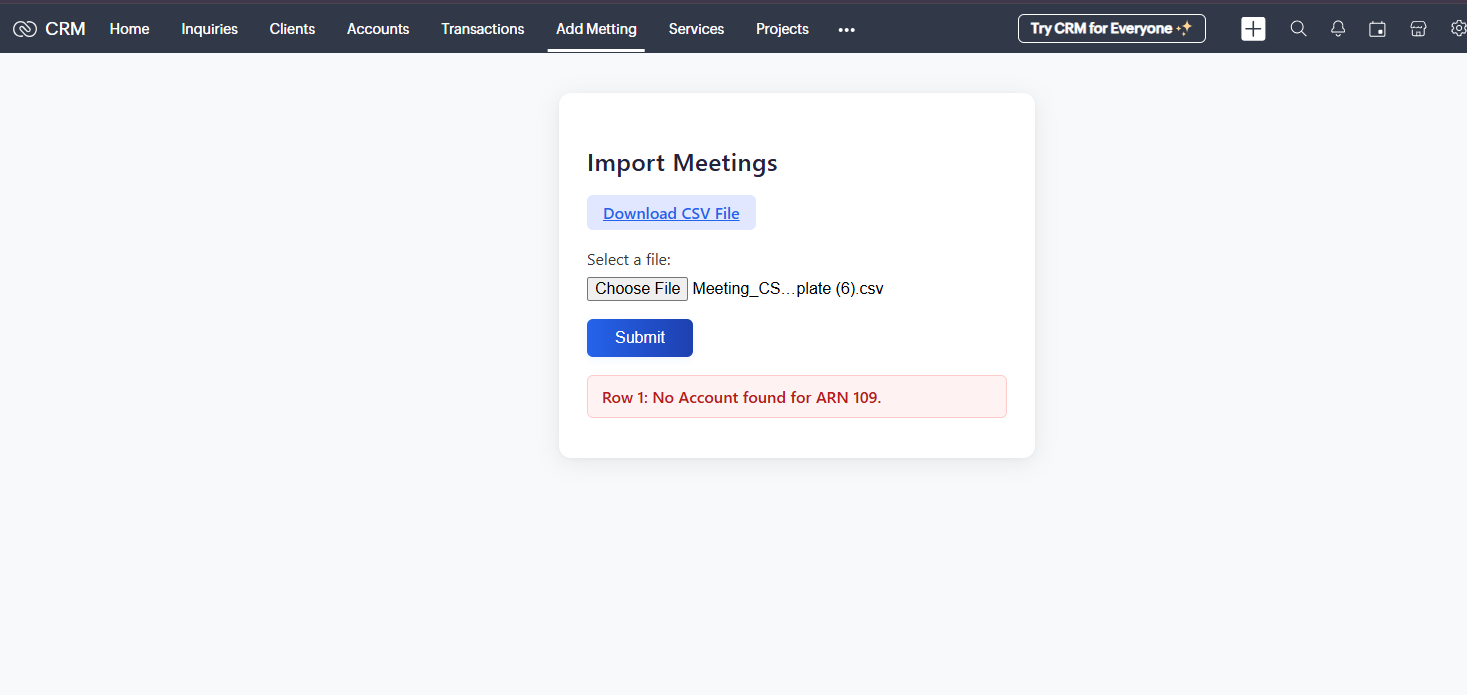 CRM Home Inquiries Clients Accounts Transactions Add Metting Services Projects ••• Try CRM for Everyone
Import Meetings
Download CSV File
Select a file:
Choose File Meeting_CS...plate (6).csv
Submit
Row 1: No Account found for ARN 109.